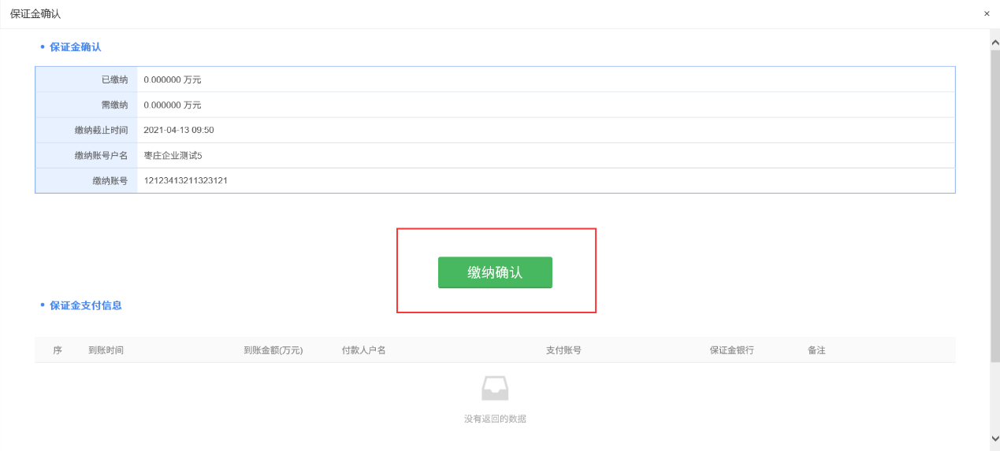 保证金确认 ×
• 保证金确认
已缴纳 0.000000 万元
需缴纳 0.000000 万元
缴纳截止时间 2021-04-13 09:50
缴纳账号户名 枣庄企业测试5
缴纳账号 12123413211323121
缴纳确认
• 保证金支付信息
序 到账时间 到账金额(万元) 付款人户名 支付账号 保证金银行 备注
没有返回的数据